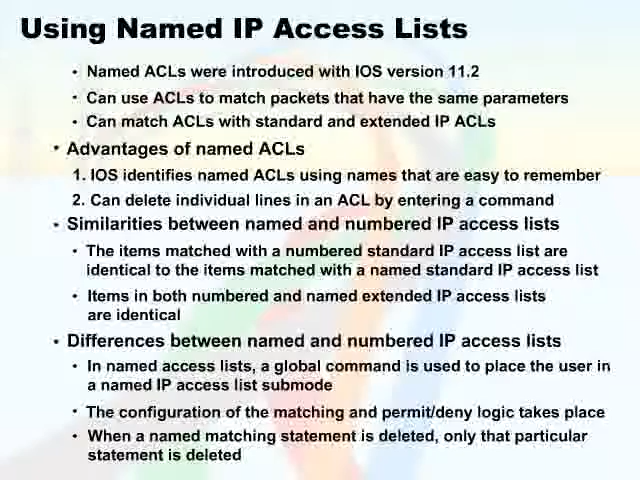 Using Named IP Access Lists
• Named ACLs were introduced with IOS version 11.2
• Can use ACLs to match packets that have the same parameters
• Can match ACLs with standard and extended IP ACLs
• Advantages of named ACLs
1. IOS identifies named ACLs using names that are easy to remember
2. Can delete individual lines in an ACL by entering a command
• Similarities between named and numbered IP access lists
• The items matched with a numbered standard IP access list are
identical to the items matched with a named standard IP access list
• Items in both numbered and named extended IP access lists
are identical
• Differences between named and numbered IP access lists
• In named access lists, a global command is used to place the user in
a named IP access list submode
• The configuration of the matching and permit/deny logic takes place
• When a named matching statement is deleted, only that particular
statement is deleted